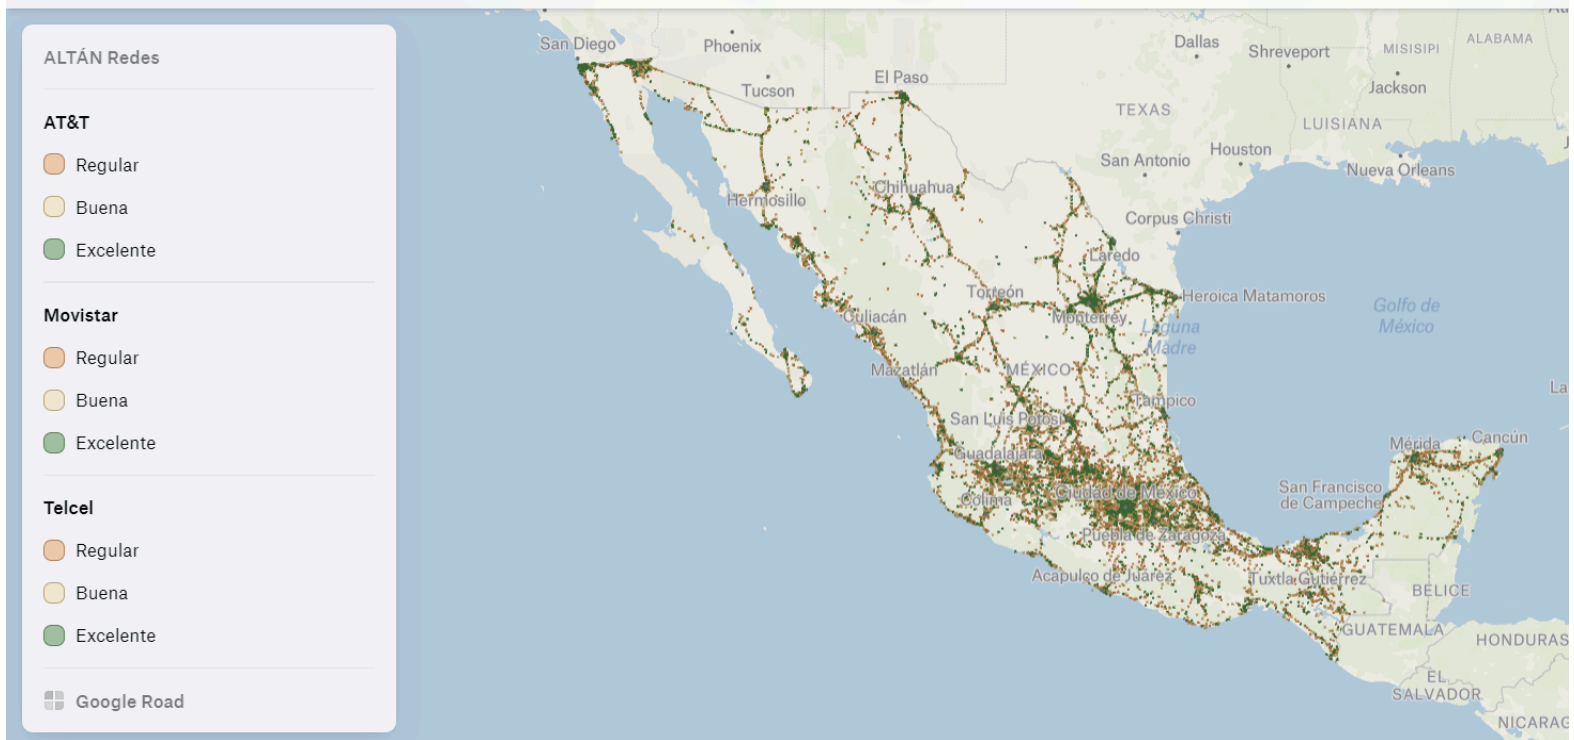 ALTÁN Redes
AT&T
Regular
Buena
Excelente
Movistar
Regular
Buena
Excelente
Telcel
Regular
Buena
Excelente
Google Road
San Diego
Phoenix
Tucson
El Paso
Dallas
Shreveport
MISISIPI
ALABAMA
Jackson
TEXAS
LUISIANA
San Antonio
Houston
Nueva Orleans
Chihuahua
Hermosillo
Corpus Christi
Laredo
Torreón
Heroica Matamoros
Culiacán
Monterrey
Laguna
Madre
Golfo de
México
Mazatlán
MÉXICO
La
Tampico
San Luis Potosí
Guadalajara
Mérida
Cancún
Colima
Ciudad de México
San Francisco
de Campeche
Puebla de Zaragoza
Acapulco de Juárez
Tuxtla Gutiérrez
BELICE
GUATEMALA
HONDURAS
EL
SALVADOR
NICARAG